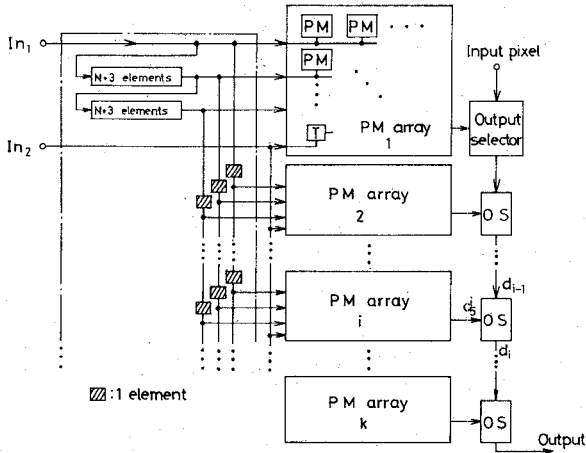 In1
PM
PM
PM
N+3 elements
N+3 elements
In2
T
PM array
1
Input pixel
Output
selector
PM array
2
OS
di-1
PM array
i
OS
di
:1 element
PM array
k
OS
Output